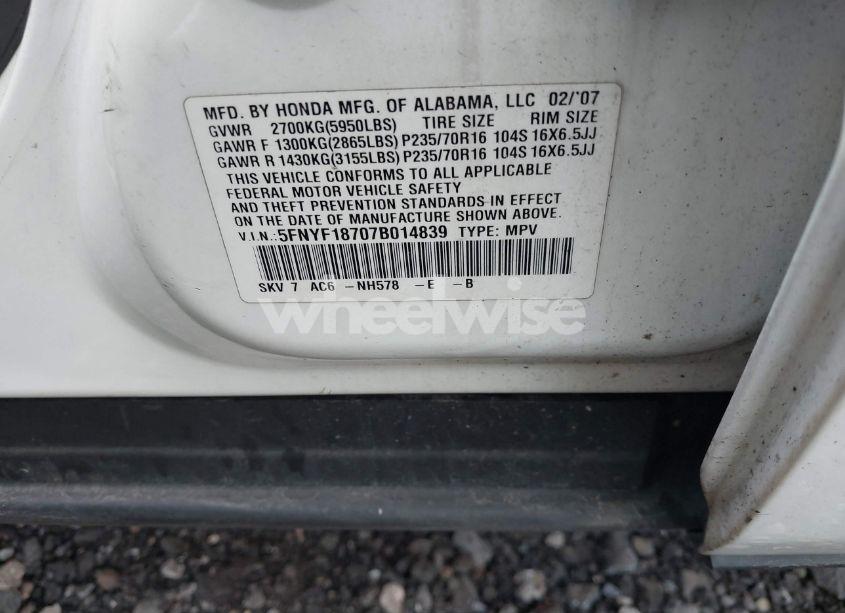 MFD. BY HONDA MFG. OF ALABAMA, LLC 02/'07
GVWR 2700KG(5950LBS) TIRE SIZE RIM SIZE
GAWR F 1300KG(2865LBS) P235/70R16 104S 16X6.5JJ
GAWR R 1430KG(3155LBS) P235/70R16 104S 16X6.5JJ
THIS VEHICLE CONFORMS TO ALL APPLICABLE
FEDERAL MOTOR VEHICLE SAFETY
AND THEFT PREVENTION STANDARDS IN EFFECT
ON THE DATE OF MANUFACTURE SHOWN ABOVE.
V.I.N.: 5FNYF18707B014839 TYPE: MPV
SKV 7 AC6 -NH578 -E -B
wheelwise